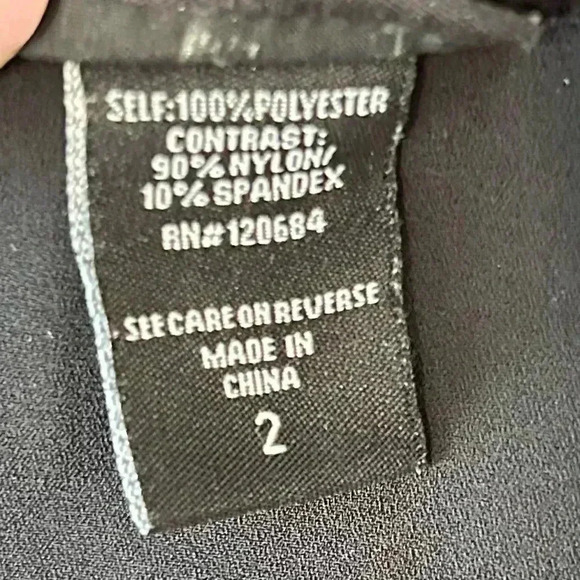 SELF:100%POLYESTER
CONTRAST:
90%NYLON/
10%SPANDEX
RN#120684
SEE CARE ON REVERSE
MADE IN
CHINA
2